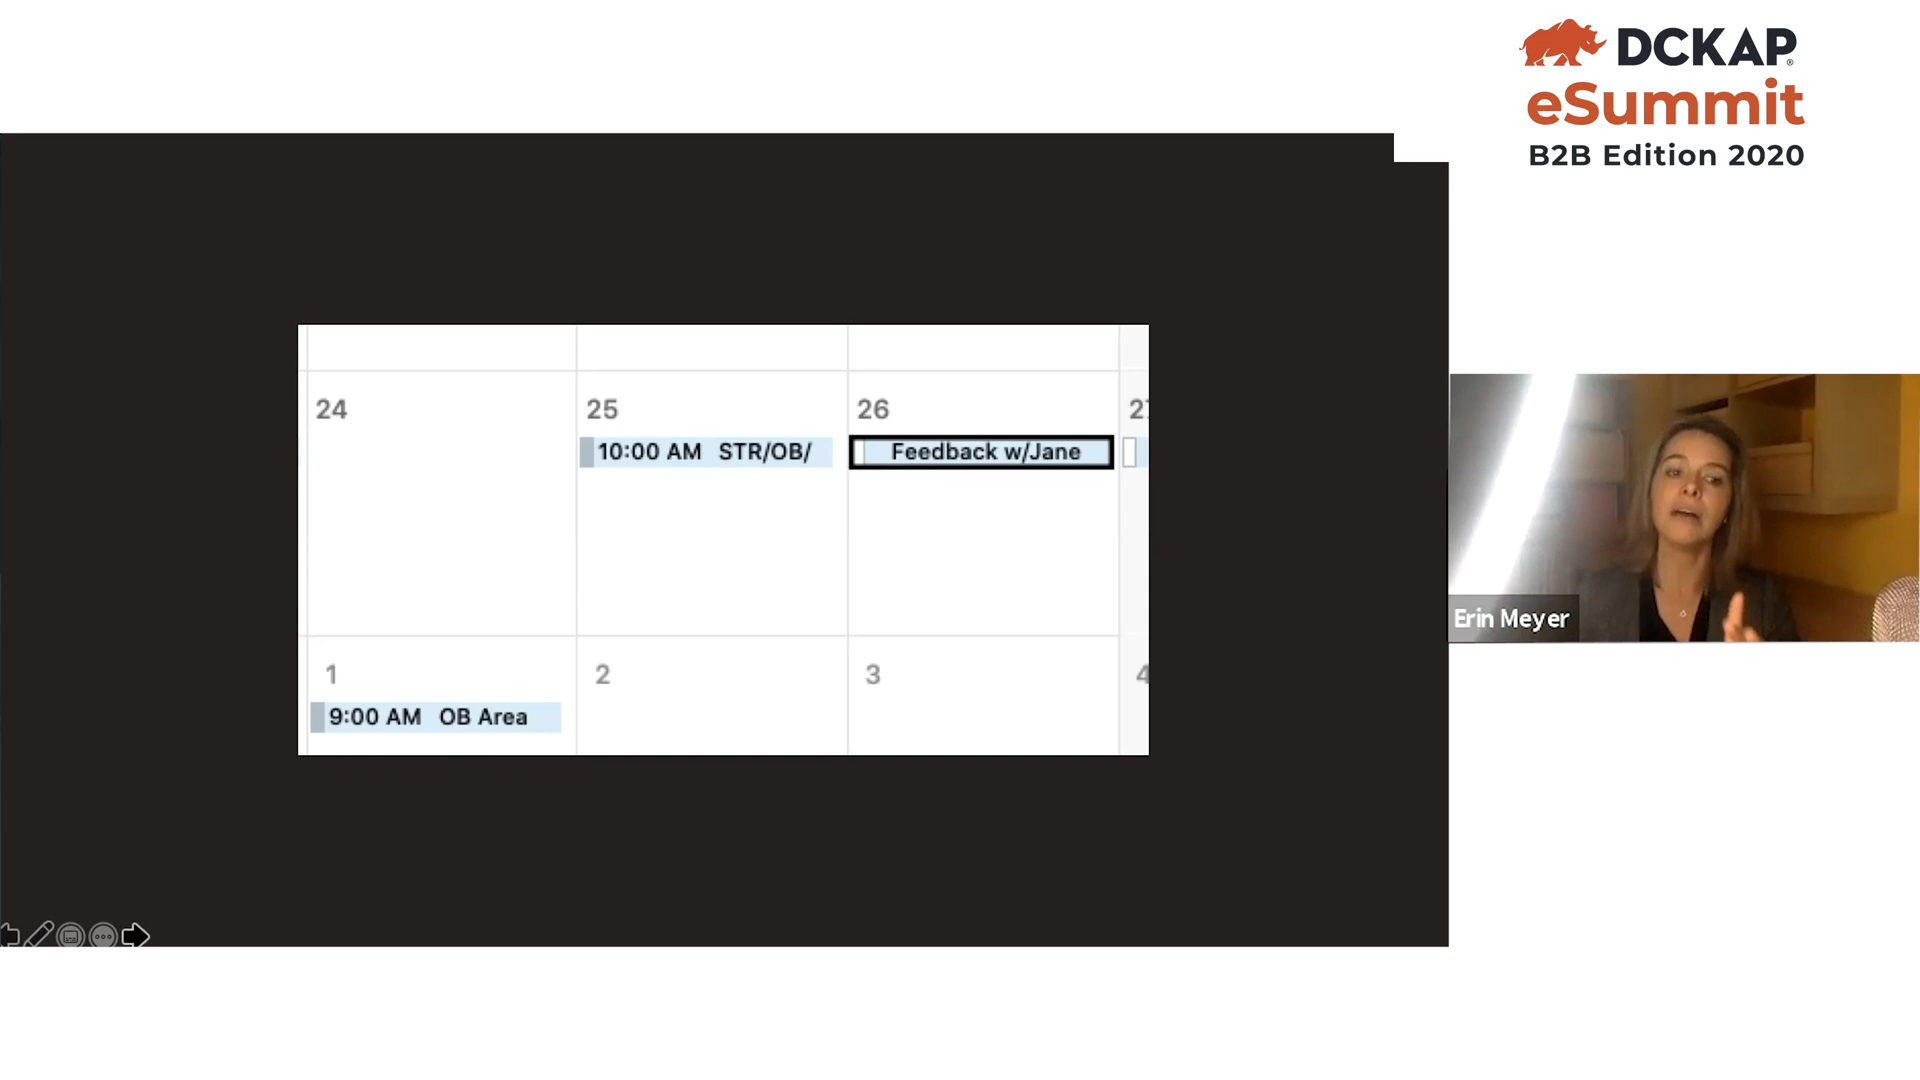 DCKAP®
eSummit
B2B Edition 2020
24 25 26
10:00 AM STR/OB/ Feedback w/Jane
1 2 3 4
9:00 AM OB Area
Erin Meyer